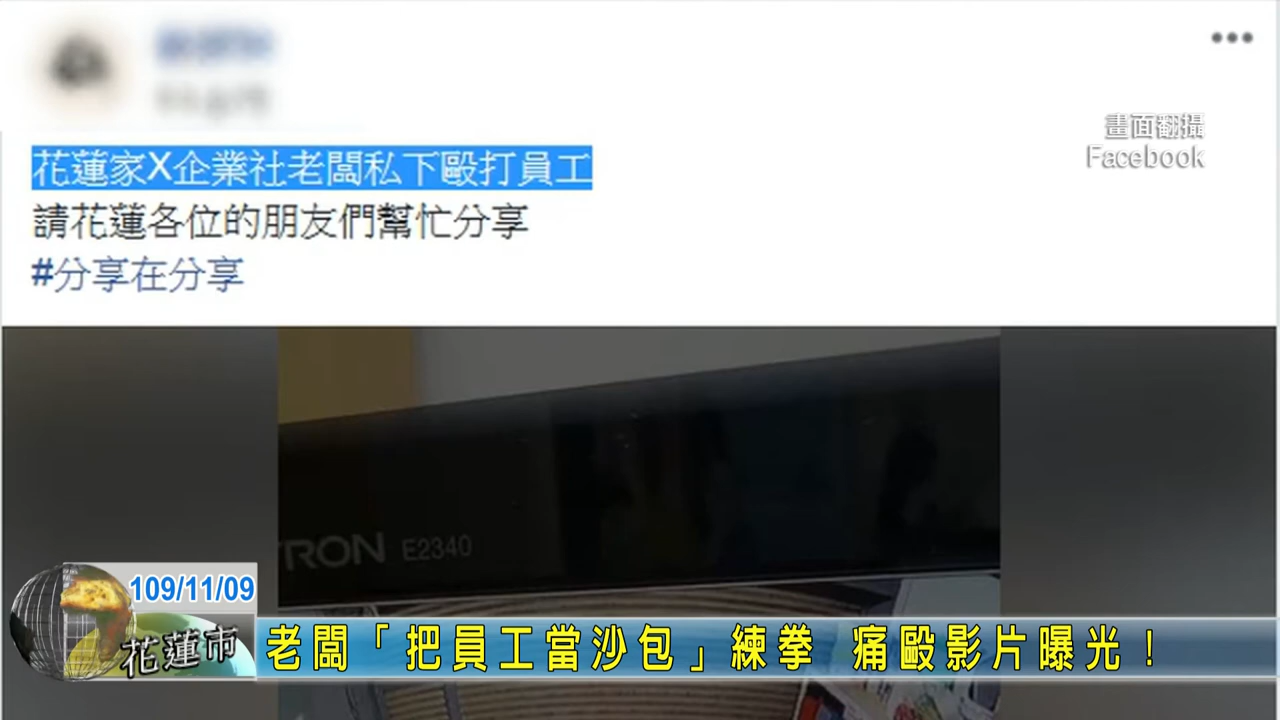 畫面翻攝
Facebook
花蓮家X企業社老闆私下毆打員工
請花蓮各位的朋友們幫忙分享
#分享在分享
TRON E2340
109/11/09
花蓮市
老闆「把員工當沙包」練拳 痛毆影片曝光！